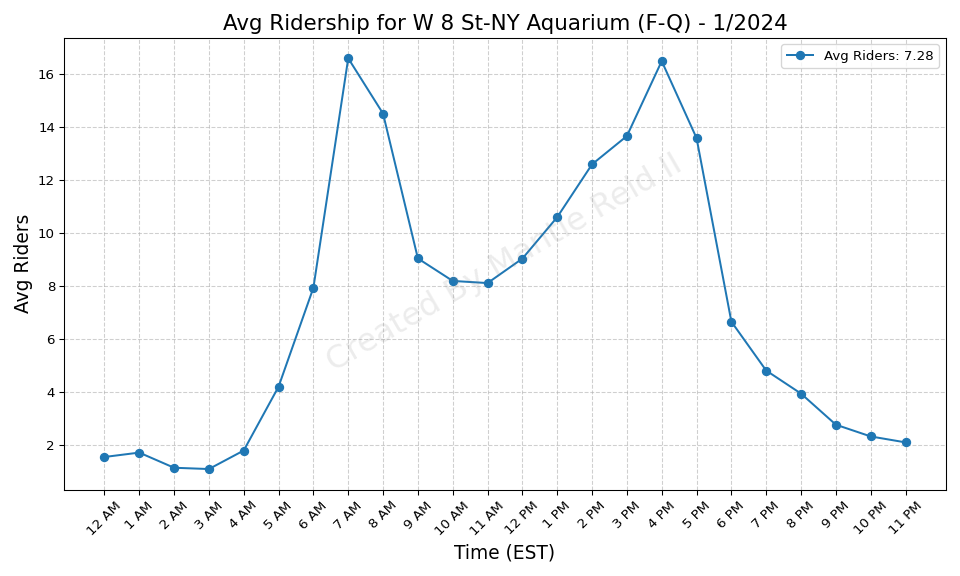 Avg Ridership for W 8 St-NY Aquarium (F-Q) - 1/2024
Avg Riders: 7.28
Avg Riders
16
14
12
10
8
6
4
2
Created By Mantle Reid II
12 AM
1 AM
2 AM
3 AM
4 AM
5 AM
6 AM
7 AM
8 AM
9 AM
10 AM
11 AM
12 PM
1 PM
2 PM
3 PM
4 PM
5 PM
6 PM
7 PM
8 PM
9 PM
10 PM
11 PM
Time (EST)